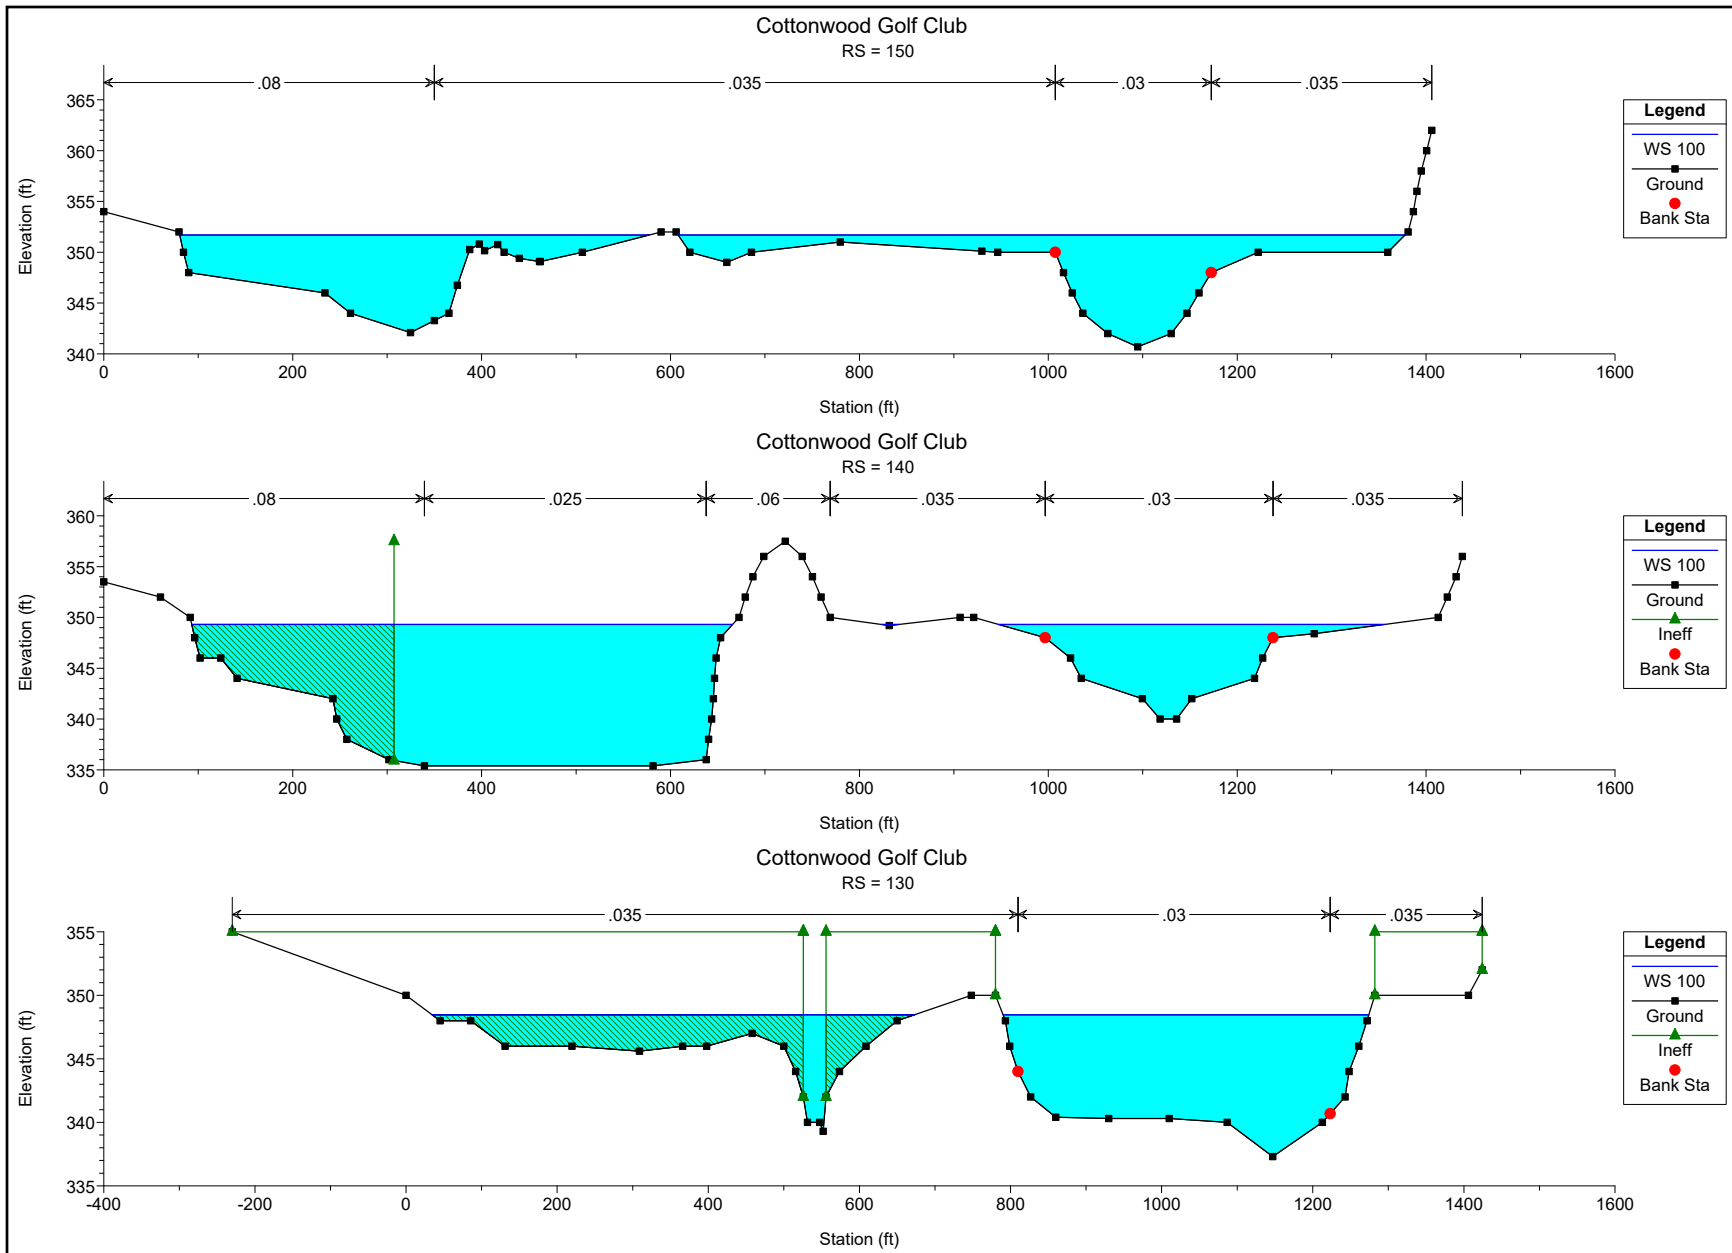 Cottonwood Golf Club
RS = 150
.08 .035 .03 .035
365
360
355
350
345
340
Elevation (ft)
0 200 400 600 800 1000 1200 1400 1600
Station (ft)
Legend
WS 100
Ground
Bank Sta
Cottonwood Golf Club
RS = 140
.08 .025 .06 .035 .03 .035
360
355
350
345
340
335
Elevation (ft)
0 200 400 600 800 1000 1200 1400 1600
Station (ft)
Legend
WS 100
Ground
Ineff
Bank Sta
Cottonwood Golf Club
RS = 130
.035 .03 .035
355
350
345
340
335
Elevation (ft)
-400 -200 0 200 400 600 800 1000 1200 1400 1600
Station (ft)
Legend
WS 100
Ground
Ineff
Bank Sta